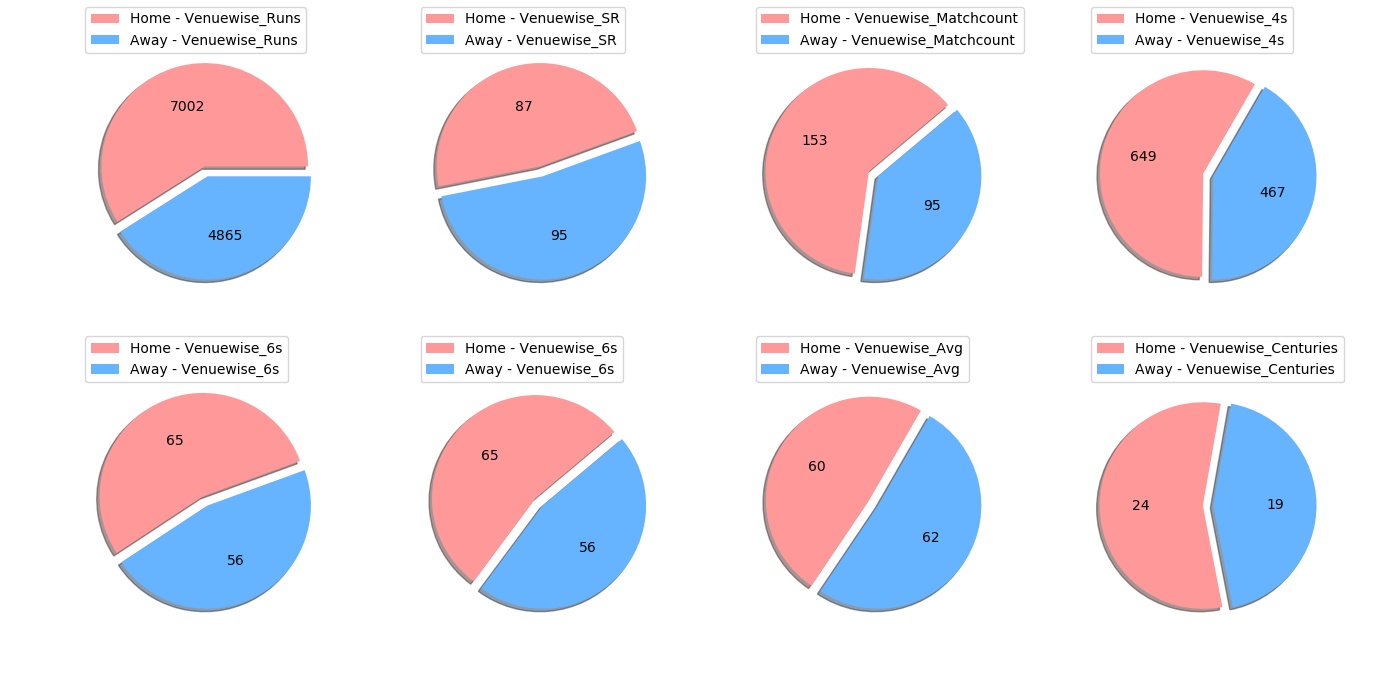 Home - Venuewise_Runs
Away - Venuewise_Runs
7002
4865
Home - Venuewise_SR
Away - Venuewise_SR
87
95
Home - Venuewise_Matchcount
Away - Venuewise_Matchcount
153
95
Home - Venuewise_4s
Away - Venuewise_4s
649
467
Home - Venuewise_6s
Away - Venuewise_6s
65
56
Home - Venuewise_6s
Away - Venuewise_6s
65
56
Home - Venuewise_Avg
Away - Venuewise_Avg
60
62
Home - Venuewise_Centuries
Away - Venuewise_Centuries
24
19